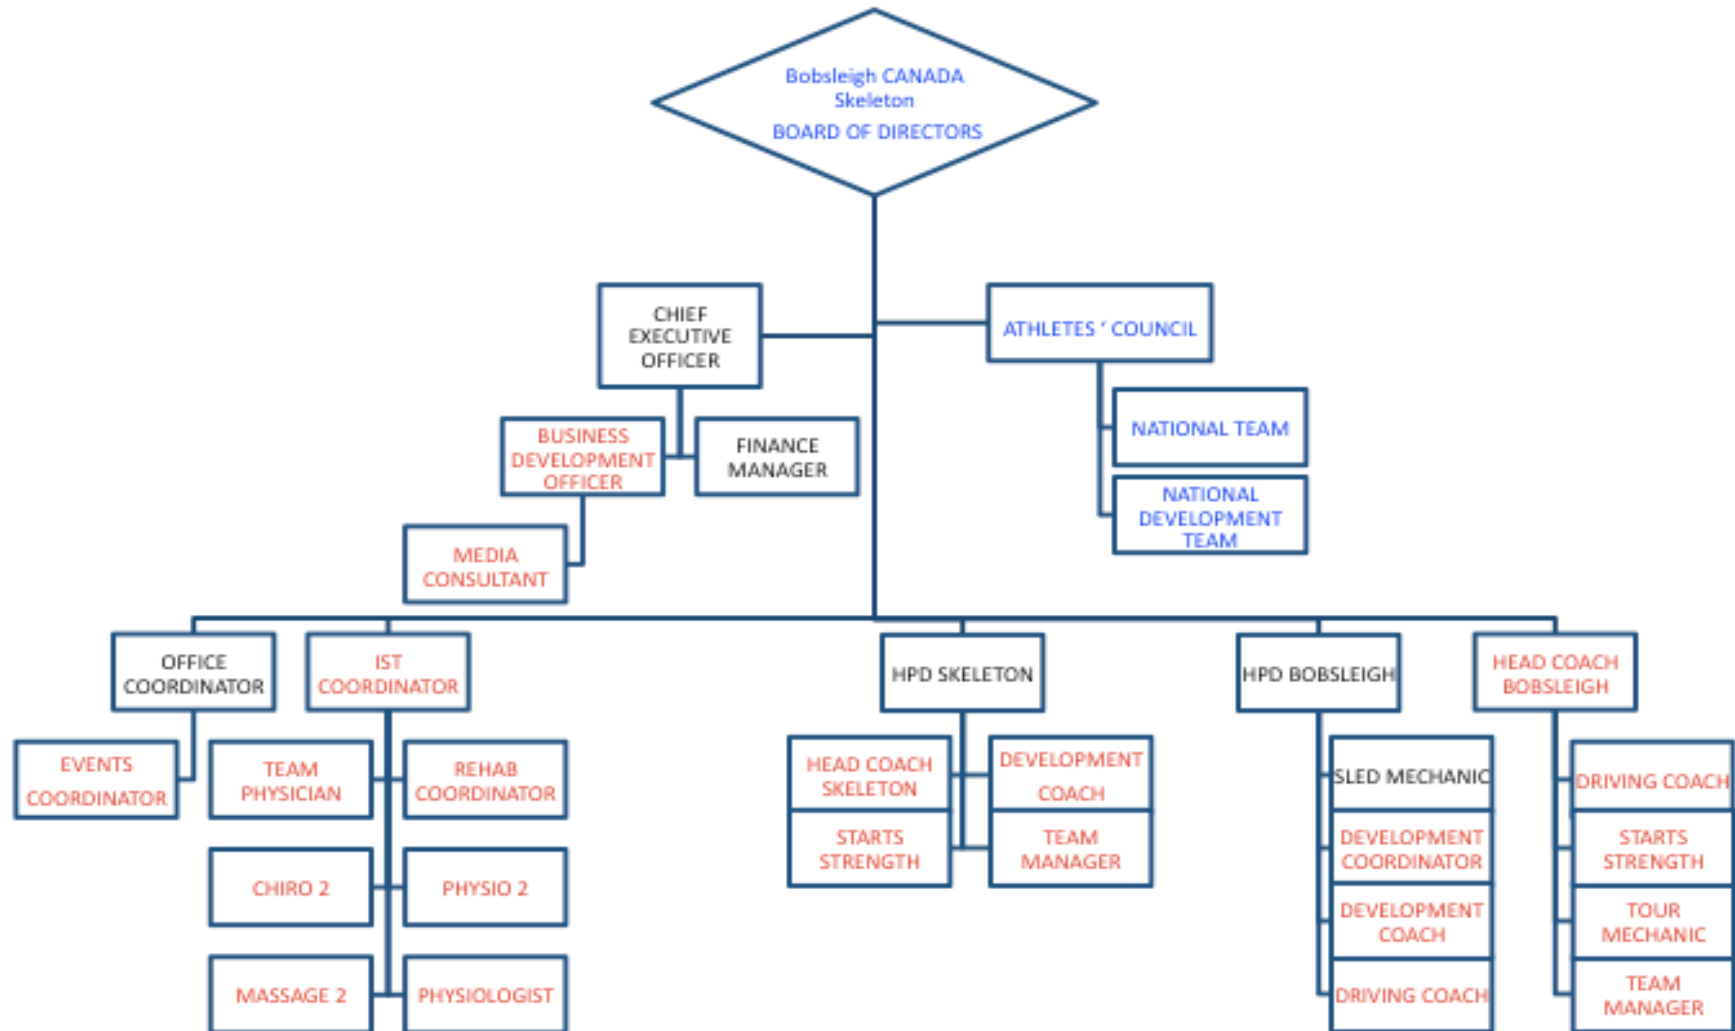 Bobsleigh CANADA
Skeleton
BOARD OF DIRECTORS
CHIEF
EXECUTIVE
OFFICER
ATHLETES ‘ COUNCIL
BUSINESS
DEVELOPMENT
OFFICER
FINANCE
MANAGER
NATIONAL TEAM
NATIONAL
DEVELOPMENT
TEAM
MEDIA
CONSULTANT
OFFICE
COORDINATOR
IST
COORDINATOR
HPD SKELETON
HPD BOBSLEIGH
HEAD COACH
BOBSLEIGH
EVENTS
COORDINATOR
TEAM
PHYSICIAN
REHAB
COORDINATOR
CHIRO 2
PHYSIO 2
MASSAGE 2
PHYSIOLOGIST
HEAD COACH
SKELETON
DEVELOPMENT
COACH
STARTS
STRENGTH
TEAM
MANAGER
SLED MECHANIC
DEVELOPMENT
COORDINATOR
DEVELOPMENT
COACH
DRIVING COACH
DRIVING COACH
STARTS
STRENGTH
TOUR
MECHANIC
TEAM
MANAGER